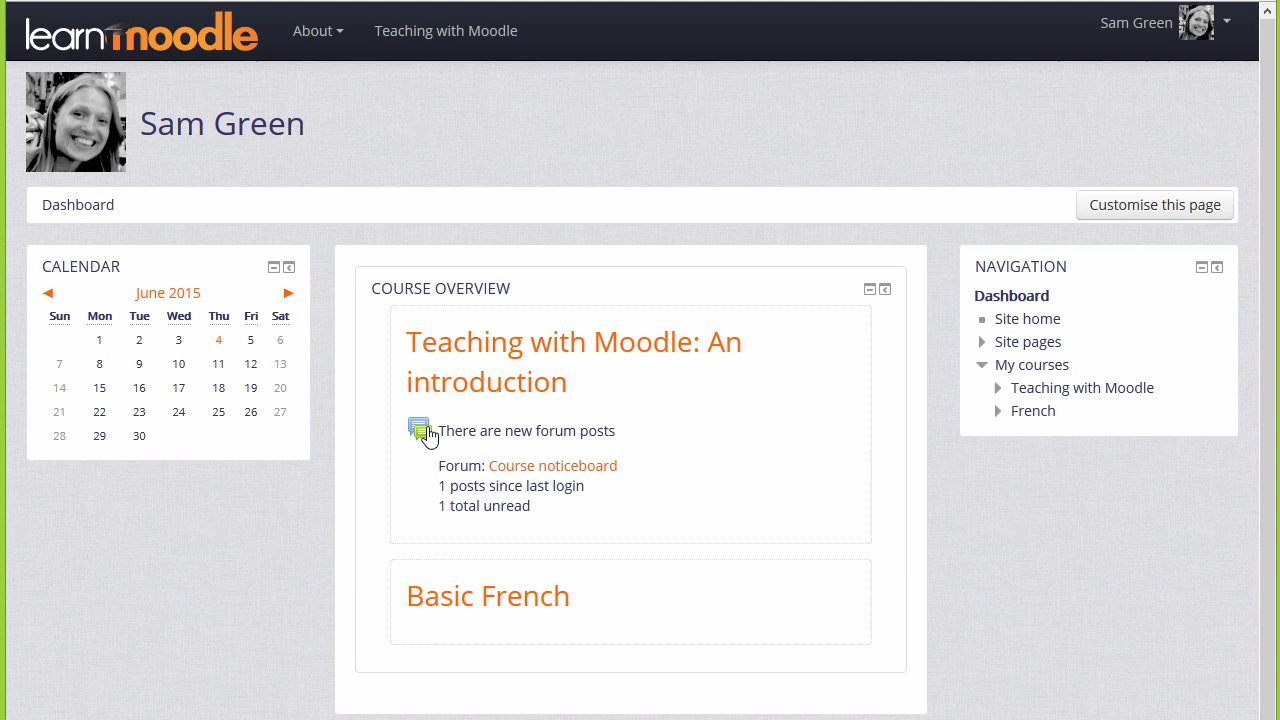 learn moodle
About
Teaching with Moodle
Sam Green
Sam Green
Dashboard
Customise this page
CALENDAR
June 2015
Sun Mon Tue Wed Thu Fri Sat
1 2 3 4 5 6
7 8 9 10 11 12 13
14 15 16 17 18 19 20
21 22 23 24 25 26 27
28 29 30
COURSE OVERVIEW
Teaching with Moodle: An
introduction
There are new forum posts
Forum: Course noticeboard
1 posts since last login
1 total unread
Basic French
NAVIGATION
Dashboard
Site home
Site pages
My courses
Teaching with Moodle
French